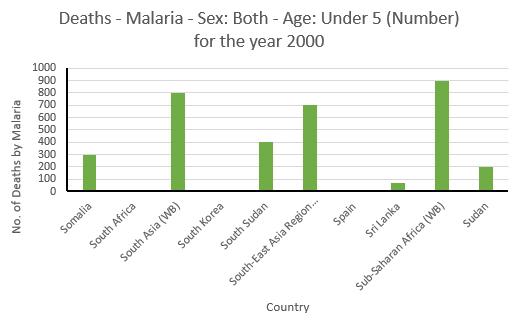 Deaths - Malaria - Sex: Both - Age: Under 5 (Number)
for the year 2000
No. of Deaths by Malaria
1000
900
800
700
600
500
400
300
200
100
0
Somalia
South Africa
South Asia (WB)
South Korea
South Sudan
South-East Asia Region...
Spain
Sri Lanka
Sub-Saharan Africa (WB)
Sudan
Country